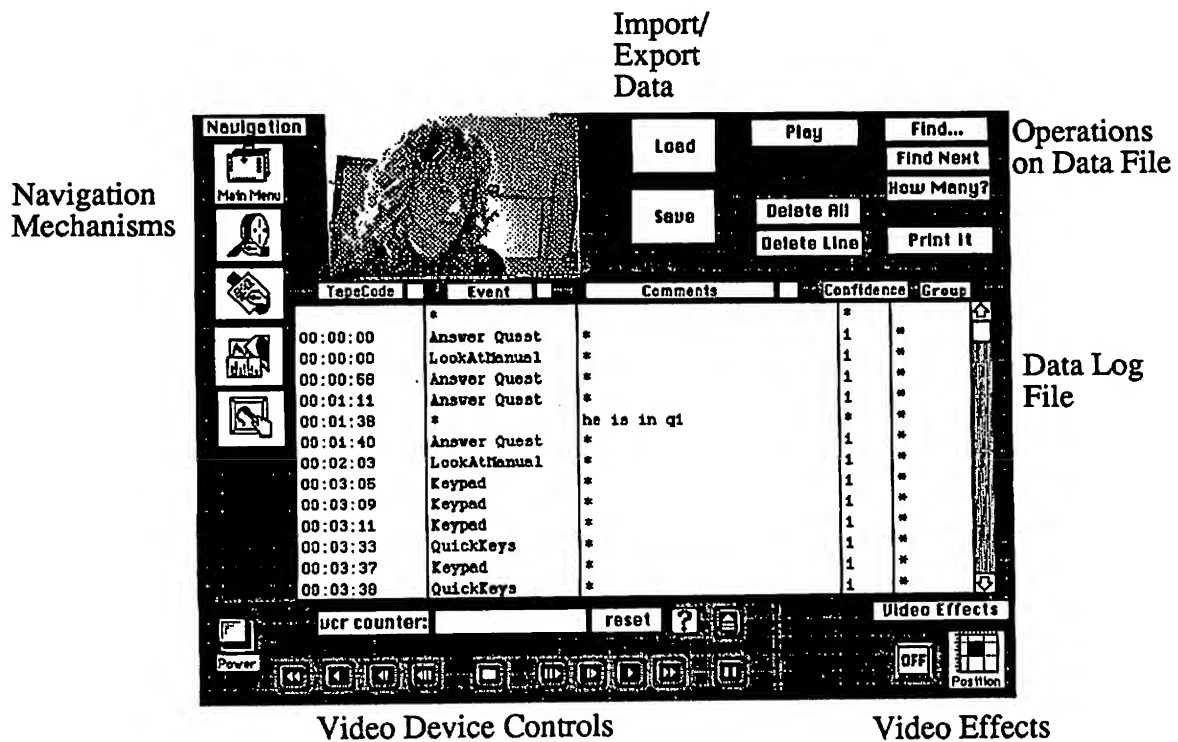 Import/
Export
Data
Navigation
Mechanisms
Navigation
Main Menu
Load
Save
Play
Delete All
Delete Line
Find...
Find Next
How Many?
Print It
Operations
on Data File
TapeCode Event Comments Confidence Group
* *
00:00:00 Answer Quest * 1 *
00:00:00 LookAtManual * 1 *
00:00:58 Answer Quest * 1 *
00:01:11 Answer Quest * 1 *
00:01:38 * he is in q1 * *
00:01:40 Answer Quest * 1 *
00:02:03 LookAtManual * 1 *
00:03:05 Keypad * 1 *
00:03:09 Keypad * 1 *
00:03:11 Keypad * 1 *
00:03:33 QuickKeys * 1 *
00:03:37 Keypad * 1 *
00:03:38 QuickKeys * 1 *
Data Log
File
vcr counter: reset ?
Video Effects
Power
OFF
Position
Video Device Controls
Video Effects